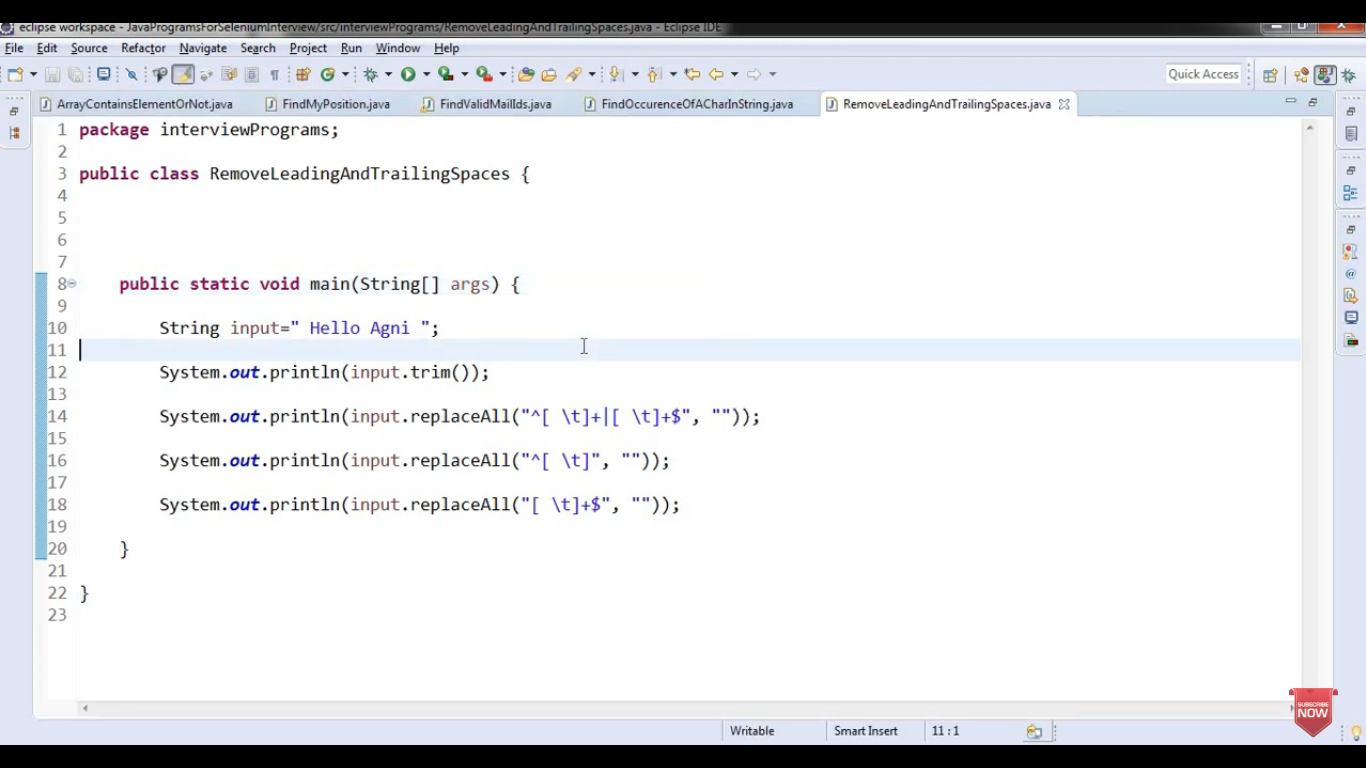 eclipse workspace - JavaProgramsForSeleniumInterview/src/interviewPrograms/RemoveLeadingAndTrailingSpaces.java - Eclipse IDE
File Edit Source Refactor Navigate Search Project Run Window Help
Quick Access
ArrayContainsElementOrNot.java FindMyPosition.java FindValidMailIds.java FindOccurenceOfACharInString.java RemoveLeadingAndTrailingSpaces.java
1 package interviewPrograms;
2
3 public class RemoveLeadingAndTrailingSpaces {
4
5
6
7
8 public static void main(String[] args) {
9
10 String input=" Hello Agni ";
11
12 System.out.println(input.trim());
13
14 System.out.println(input.replaceAll("^[ \t]+|[ \t]+$", ""));
15
16 System.out.println(input.replaceAll("^[ \t]", ""));
17
18 System.out.println(input.replaceAll("[ \t]+$", ""));
19
20 }
21
22 }
23
SUBSCRIBE
NOW
Writable Smart Insert 11 : 1